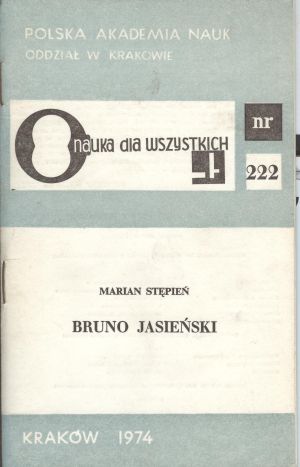 POLSKA AKADEMIA NAUK
ODDZIAŁ W KRAKOWIE
nauka dla wszystkich
nr
222
MARIAN STĘPIEŃ
BRUNO JASIEŃSKI
KRAKÓW 1974